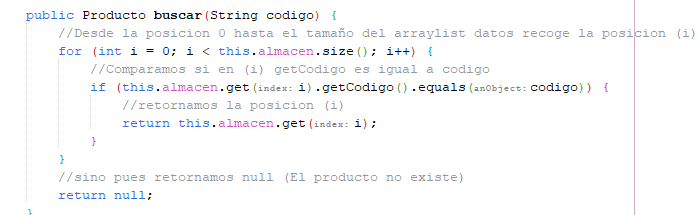 public Producto buscar(String codigo) {
//Desde la posicion 0 hasta el tamaño del arraylist datos recoge la posicion (i)
for (int i = 0; i < this.almacen.size(); i++) {
//Comparamos si en (i) getCodigo es igual a codigo
if (this.almacen.get(index: i).getCodigo().equals(anObject: codigo)) {
//retornamos la posicion (i)
return this.almacen.get(index: i);
}
}
//sino pues retornamos null (El producto no existe)
return null;
}